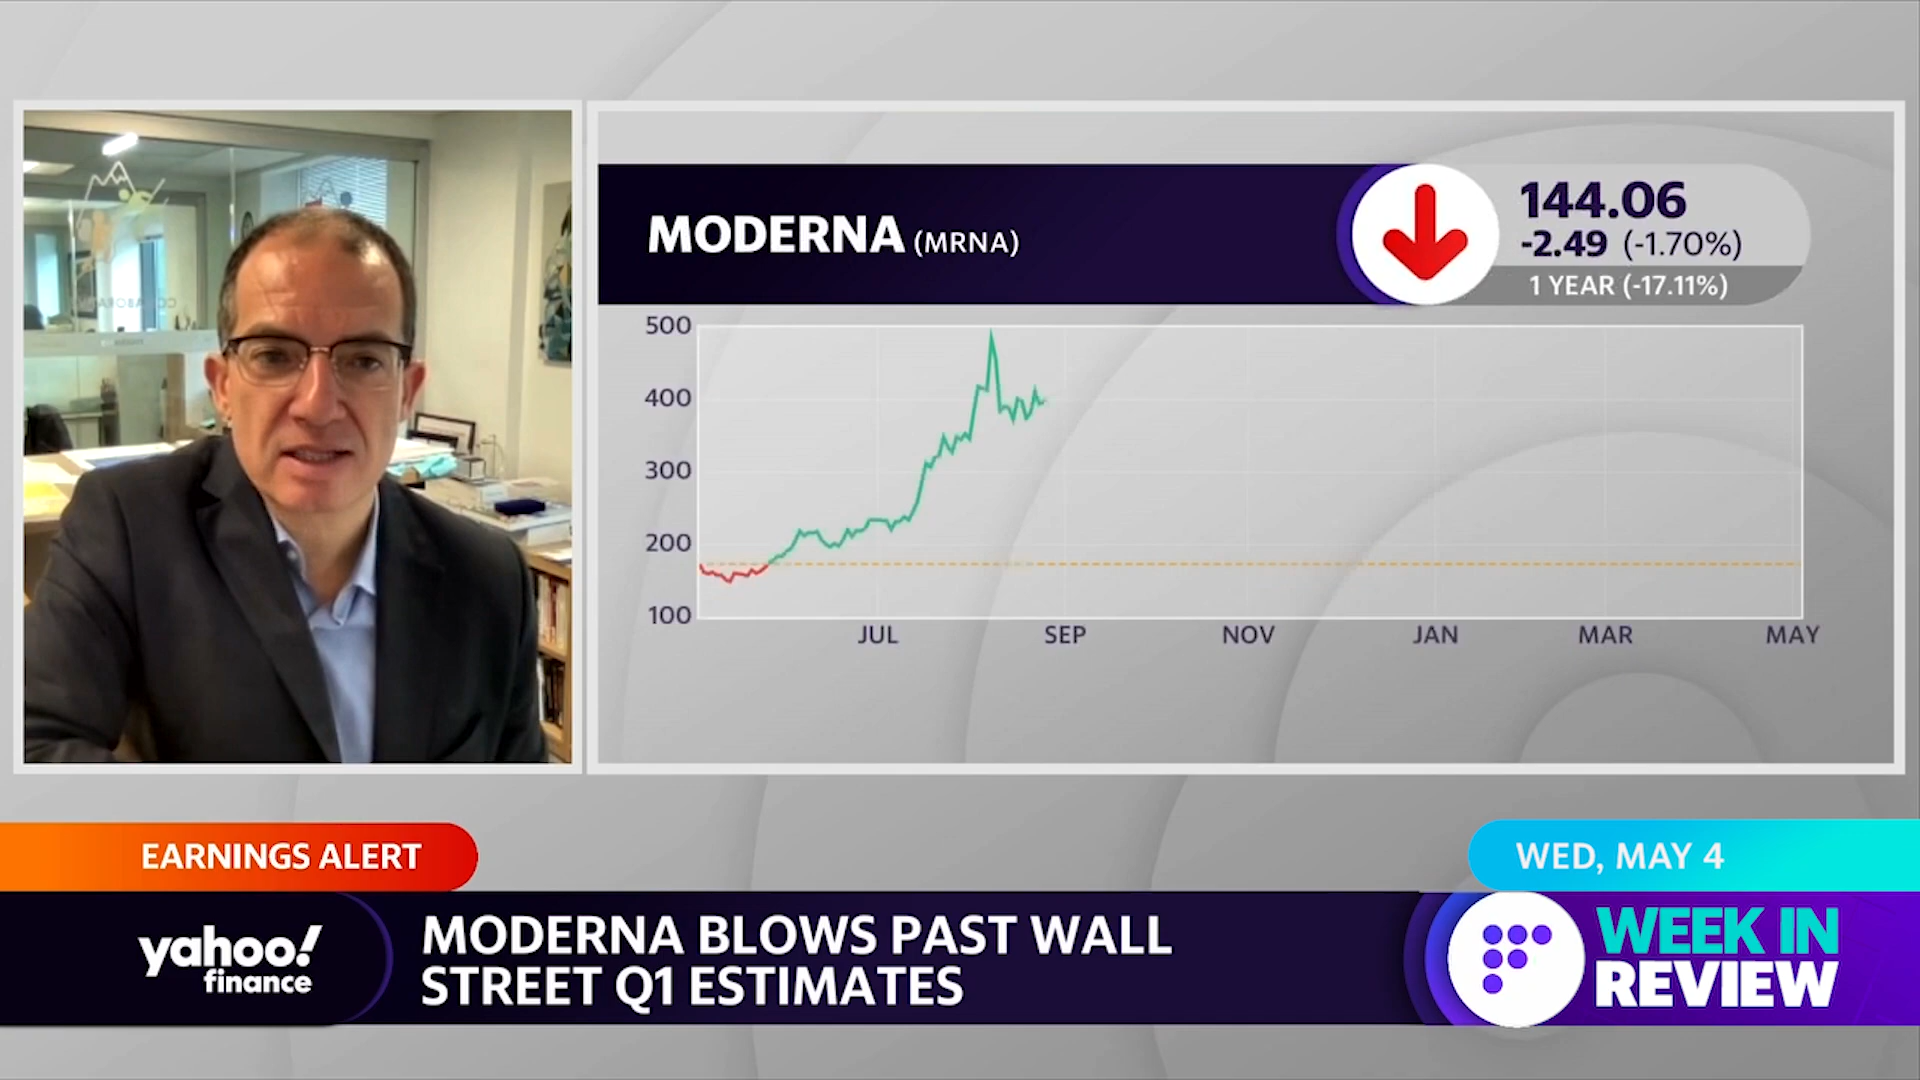 MODERNA (MRNA)
144.06
-2.49 (-1.70%)
1 YEAR (-17.11%)
500
400
300
200
100
JUL SEP NOV JAN MAR MAY
EARNINGS ALERT
WED, MAY 4
yahoo!
finance
MODERNA BLOWS PAST WALL
STREET Q1 ESTIMATES
WEEK IN
REVIEW